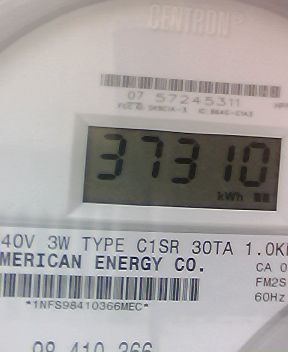 CENTRON®
07 57245311
37310
kWh
40V 3W TYPE C1SR 30TA 1.0K
MERICAN ENERGY CO.
CA 0
FM2S
60Hz
*1NFS98410366MEC*
98 410 366